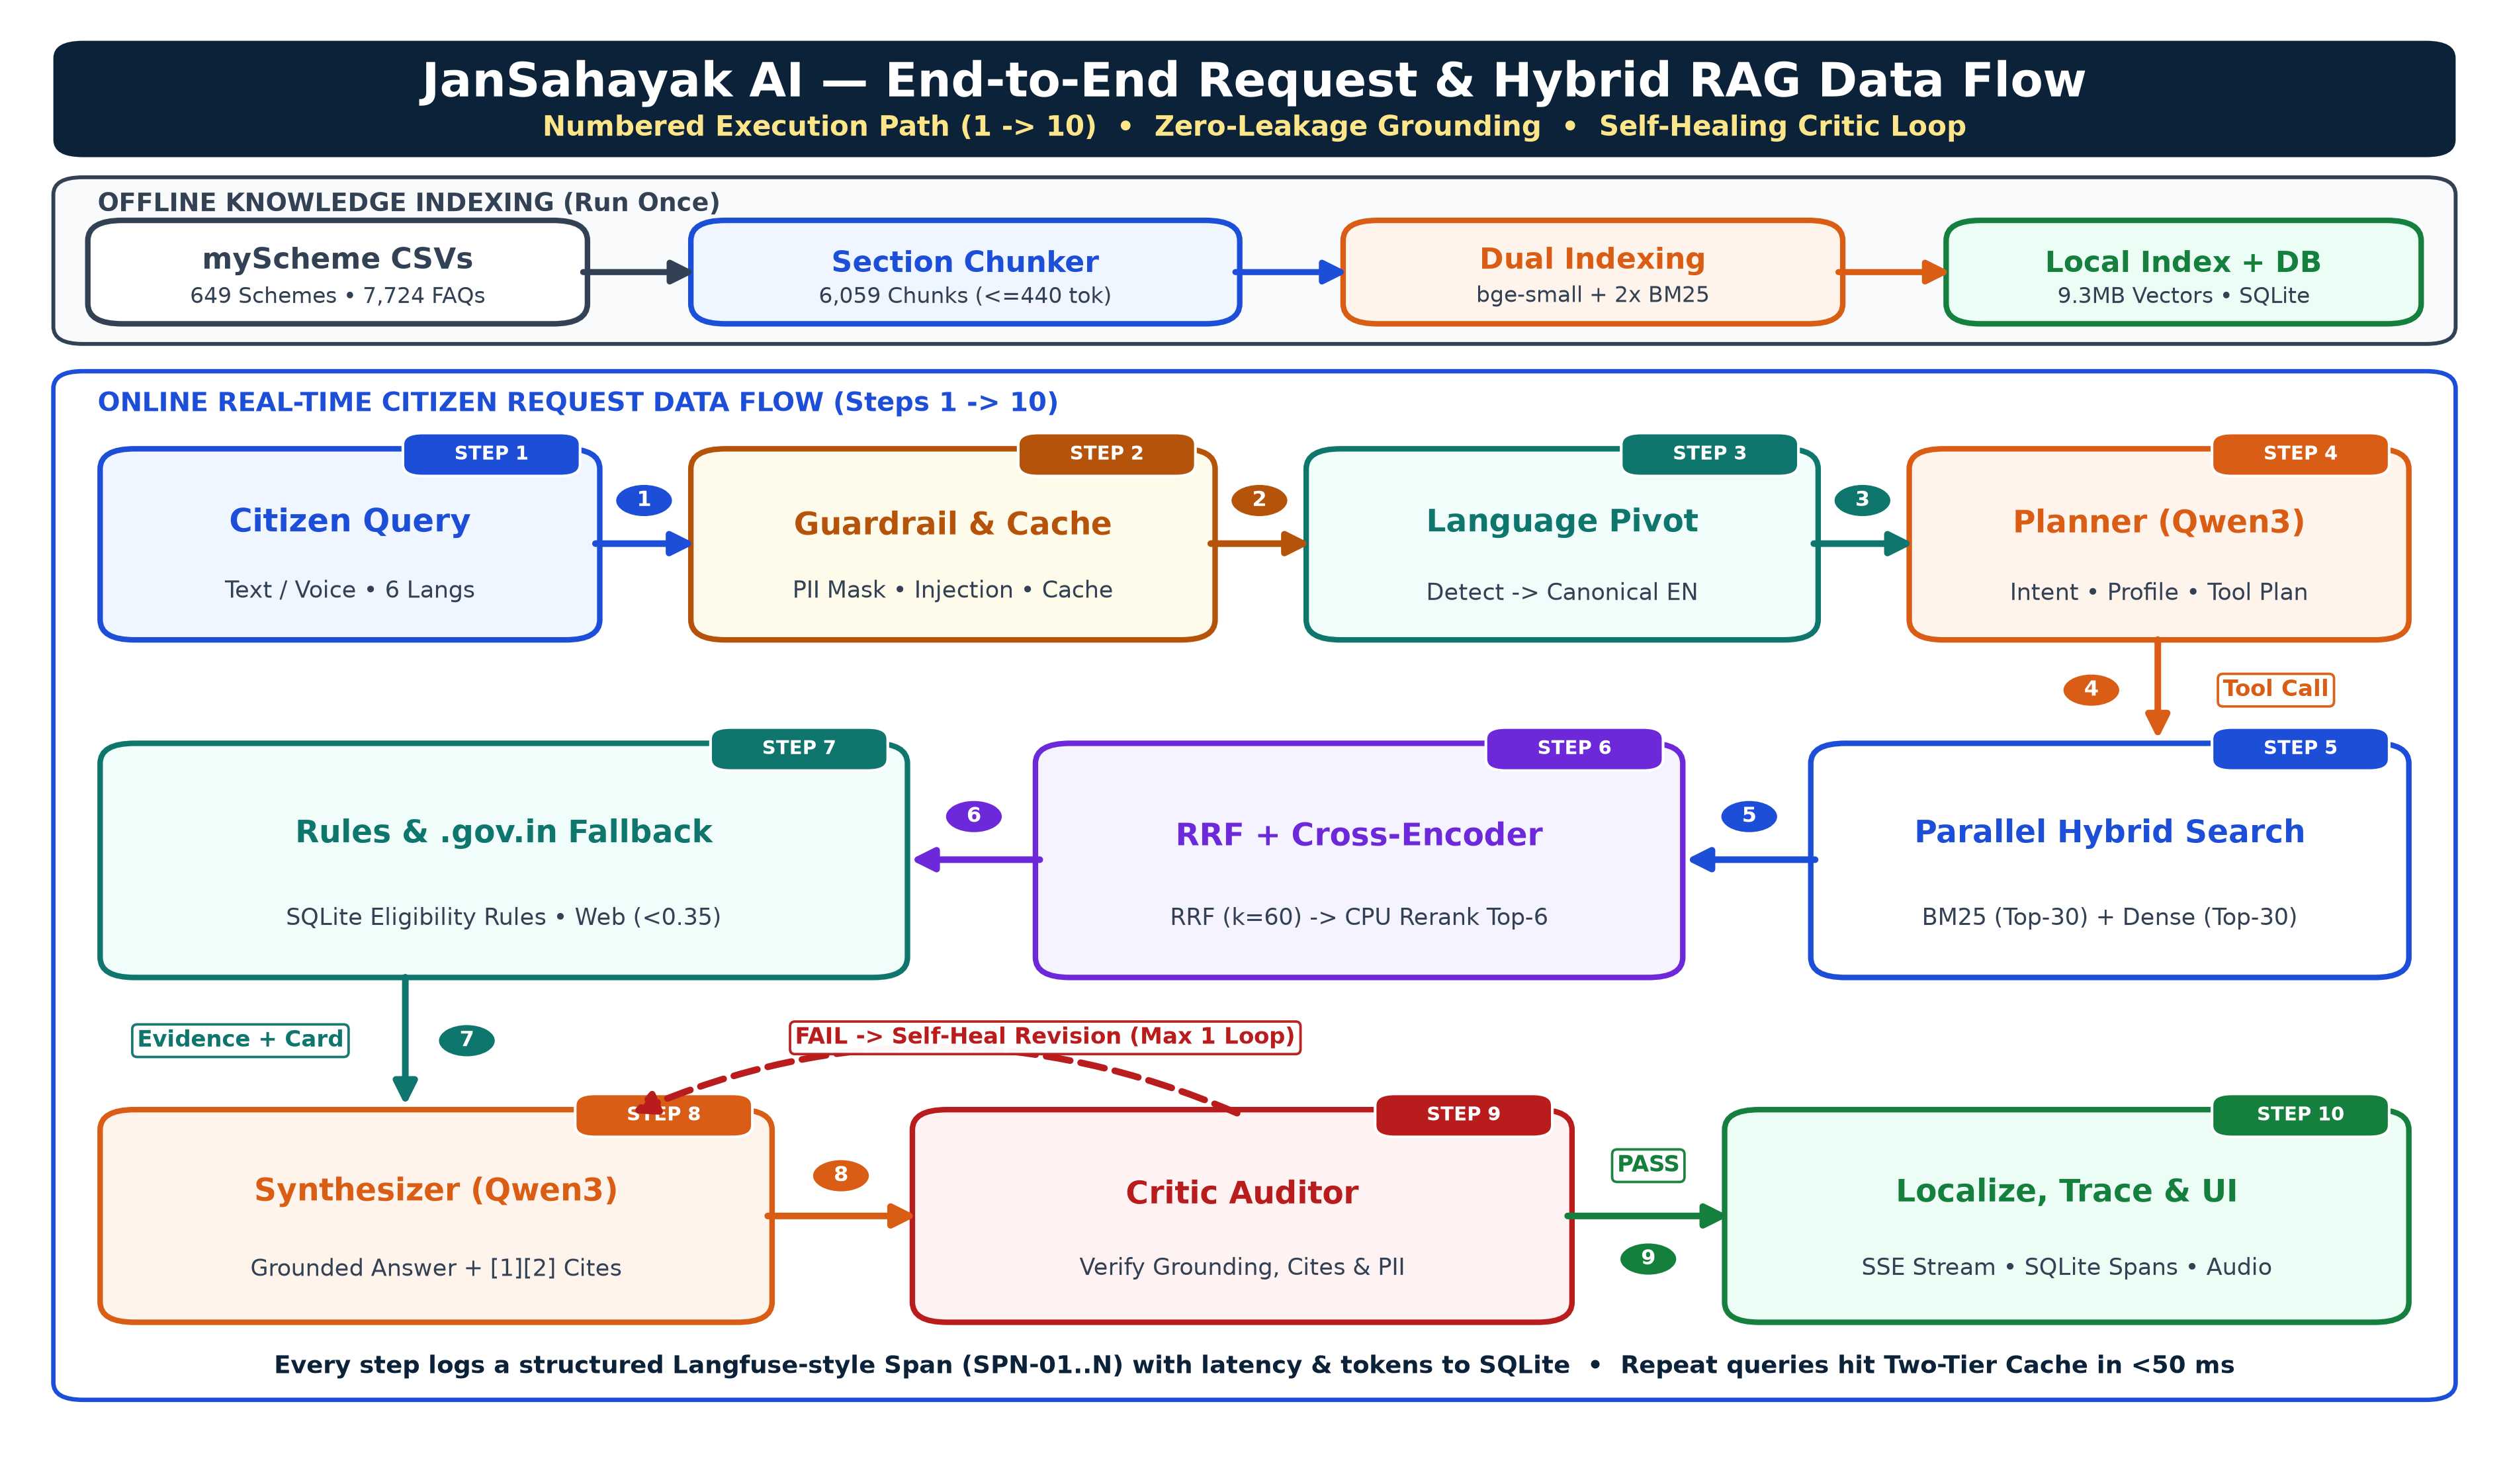 JanSahayak AI — End-to-End Request & Hybrid RAG Data Flow
Numbered Execution Path (1 -> 10) • Zero-Leakage Grounding • Self-Healing Critic Loop
OFFLINE KNOWLEDGE INDEXING (Run Once)
myScheme CSVs
649 Schemes • 7,724 FAQs
Section Chunker
6,059 Chunks (<=440 tok)
Dual Indexing
bge-small + 2x BM25
Local Index + DB
9.3MB Vectors • SQLite
ONLINE REAL-TIME CITIZEN REQUEST DATA FLOW (Steps 1 -> 10)
STEP 1
Citizen Query
Text / Voice • 6 Langs
1
STEP 2
Guardrail & Cache
PII Mask • Injection • Cache
2
STEP 3
Language Pivot
Detect -> Canonical EN
3
STEP 4
Planner (Qwen3)
Intent • Profile • Tool Plan
4
Tool Call
STEP 5
Parallel Hybrid Search
BM25 (Top-30) + Dense (Top-30)
5
STEP 6
RRF + Cross-Encoder
RRF (k=60) -> CPU Rerank Top-6
6
STEP 7
Rules & .gov.in Fallback
SQLite Eligibility Rules • Web (<0.35)
Evidence + Card
7
FAIL -> Self-Heal Revision (Max 1 Loop)
STEP 8
Synthesizer (Qwen3)
Grounded Answer + [1][2] Cites
8
STEP 9
Critic Auditor
Verify Grounding, Cites & PII
PASS
9
STEP 10
Localize, Trace & UI
SSE Stream • SQLite Spans • Audio
Every step logs a structured Langfuse-style Span (SPN-01..N) with latency & tokens to SQLite • Repeat queries hit Two-Tier Cache in <50 ms